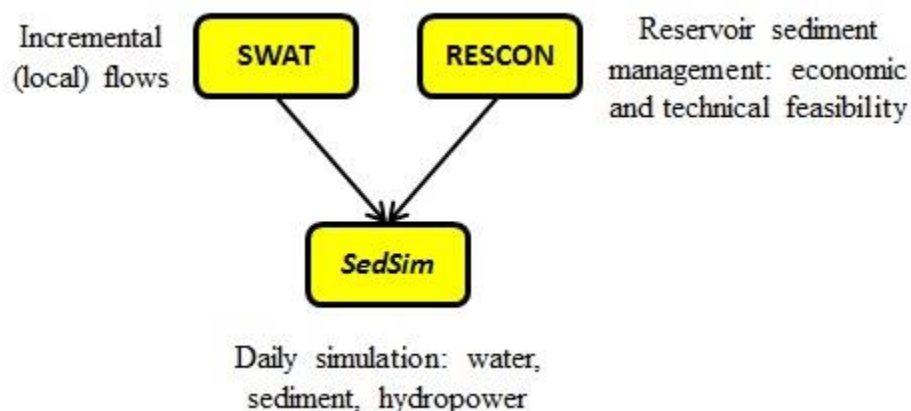 Incremental
(local) flows
SWAT
RESCON
Reservoir sediment
management: economic
and technical feasibility
SedSim
Daily simulation: water,
sediment, hydropower